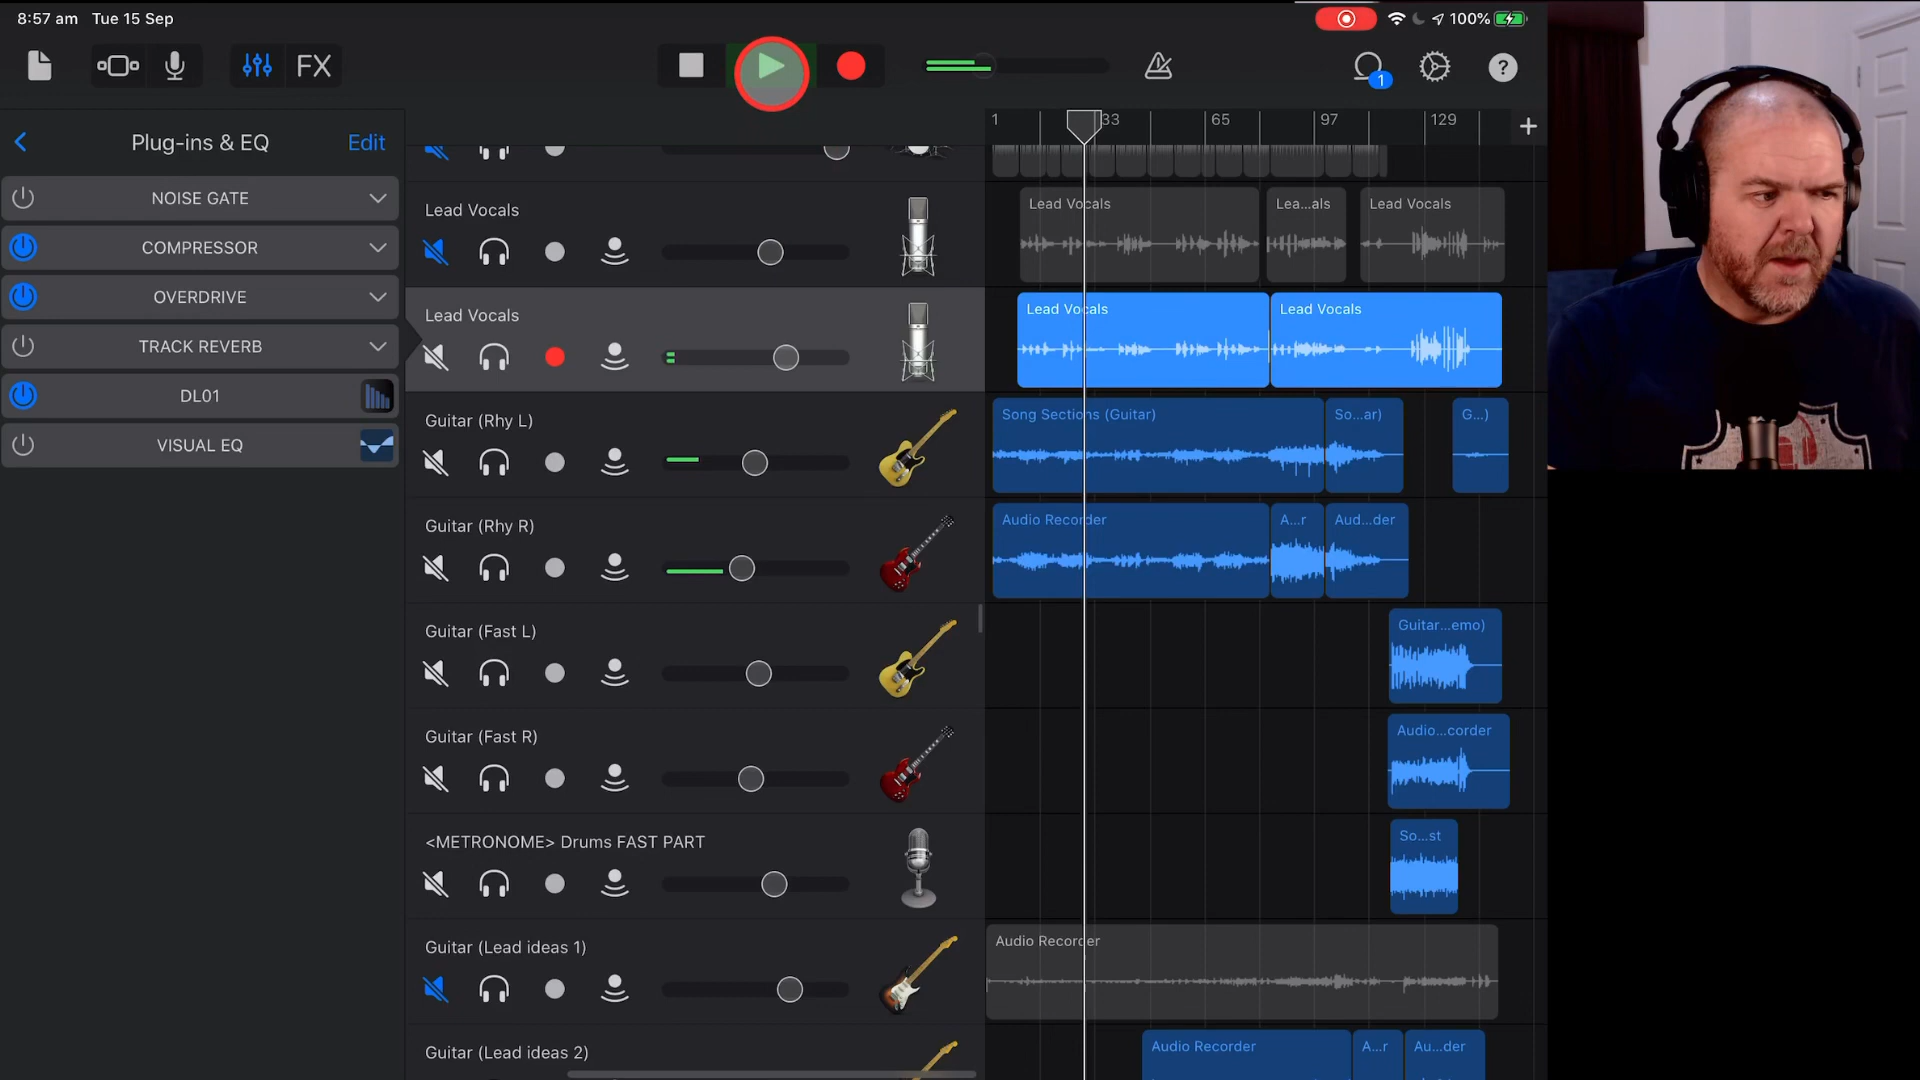 8:57 am Tue 15 Sep
100%
FX
1
?
Plug-ins & EQ
Edit
1
33
65
97
129
+
NOISE GATE
COMPRESSOR
OVERDRIVE
TRACK REVERB
DL01
VISUAL EQ
Lead Vocals
Lead Vocals
Lea...als
Lead Vocals
Lead Vocals
Lead Vocals
Lead Vocals
Guitar (Rhy L)
Song Sections (Guitar)
So...ar)
G...)
Guitar (Rhy R)
Audio Recorder
A...r
Aud...der
Guitar (Fast L)
Guitar...emo)
Guitar (Fast R)
Audio...corder
<METRONOME> Drums FAST PART
So...st
Guitar (Lead ideas 1)
Audio Recorder
Guitar (Lead ideas 2)
Audio Recorder
A...r
Au...der